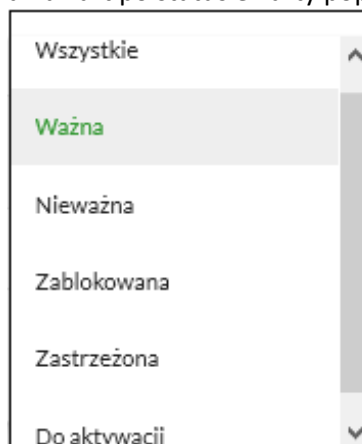 Wszystkie
Ważna
Nieważna
Zablokowana
Zastrzeżona
Do aktywacji